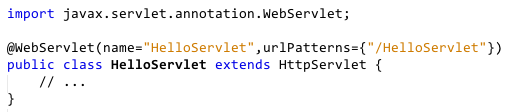 import javax.servlet.annotation.WebServlet;
@WebServlet(name="HelloServlet",urlPatterns={"/HelloServlet"})
public class HelloServlet extends HttpServlet {
    // ...
}